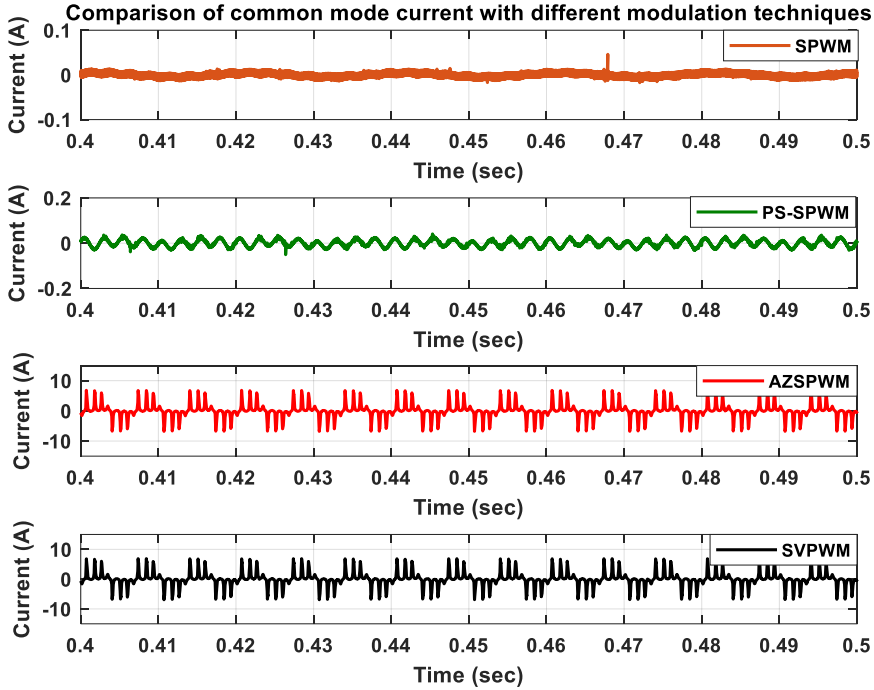 Comparison of common mode current with different modulation techniques
Current (A)
0.1
0
-0.1
SPWM
0.4 0.41 0.42 0.43 0.44 0.45 0.46 0.47 0.48 0.49 0.5
Time (sec)
Current (A)
0.2
0
-0.2
PS-SPWM
0.4 0.41 0.42 0.43 0.44 0.45 0.46 0.47 0.48 0.49 0.5
Time (sec)
Current (A)
10
0
-10
AZSPWM
0.4 0.41 0.42 0.43 0.44 0.45 0.46 0.47 0.48 0.49 0.5
Time (sec)
Current (A)
10
0
-10
SVPWM
0.4 0.41 0.42 0.43 0.44 0.45 0.46 0.47 0.48 0.49 0.5
Time (sec)